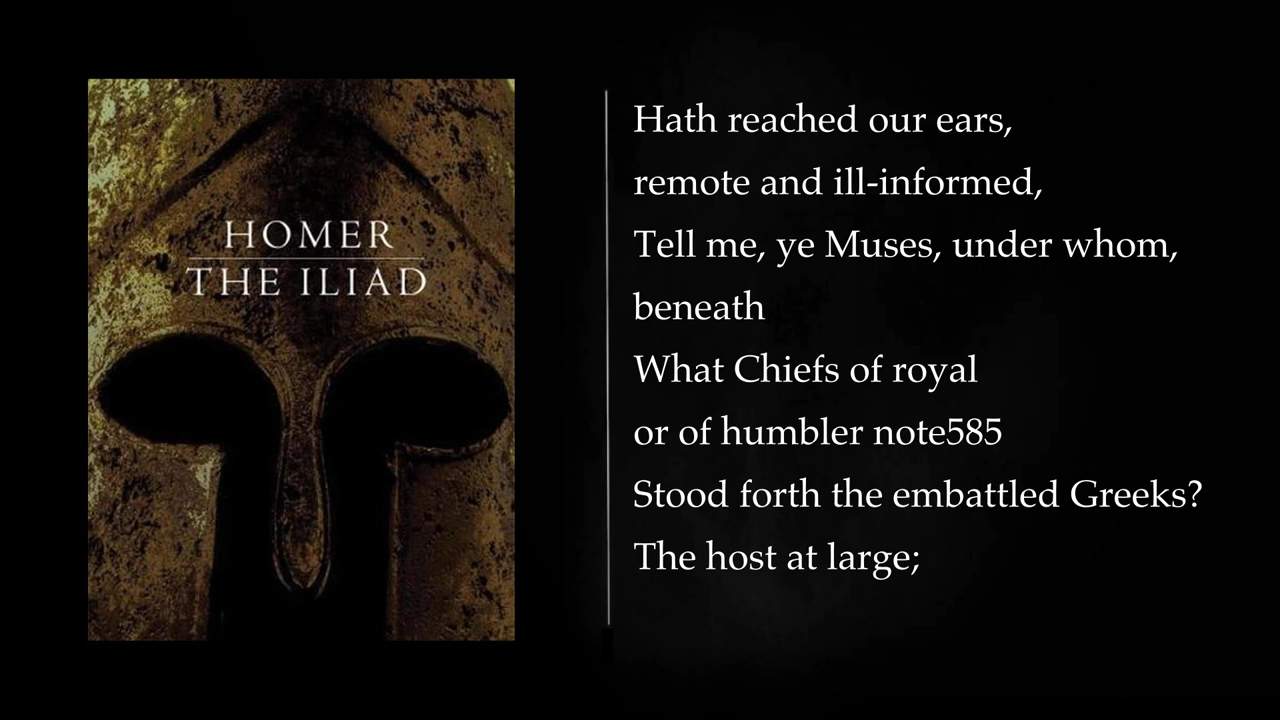 HOMER
THE ILIAD
Hath reached our ears,
remote and ill-informed,
Tell me, ye Muses, under whom,
beneath
What Chiefs of royal
or of humbler note585
Stood forth the embattled Greeks?
The host at large;